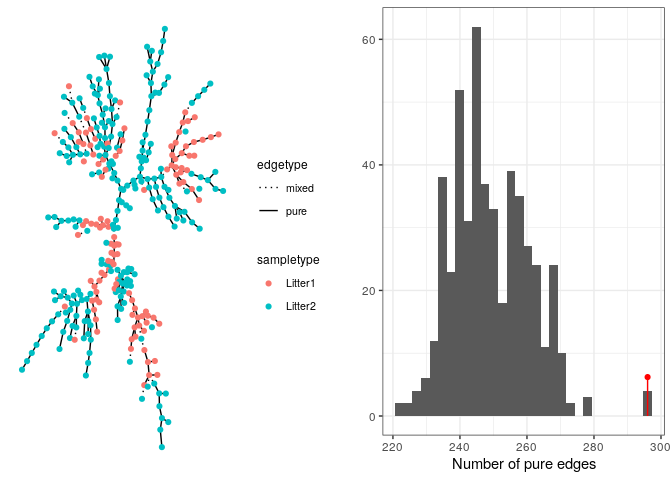 edgetype
mixed
pure
sampletype
Litter1
Litter2
60
40
20
0
220 240 260 280 300
Number of pure edges